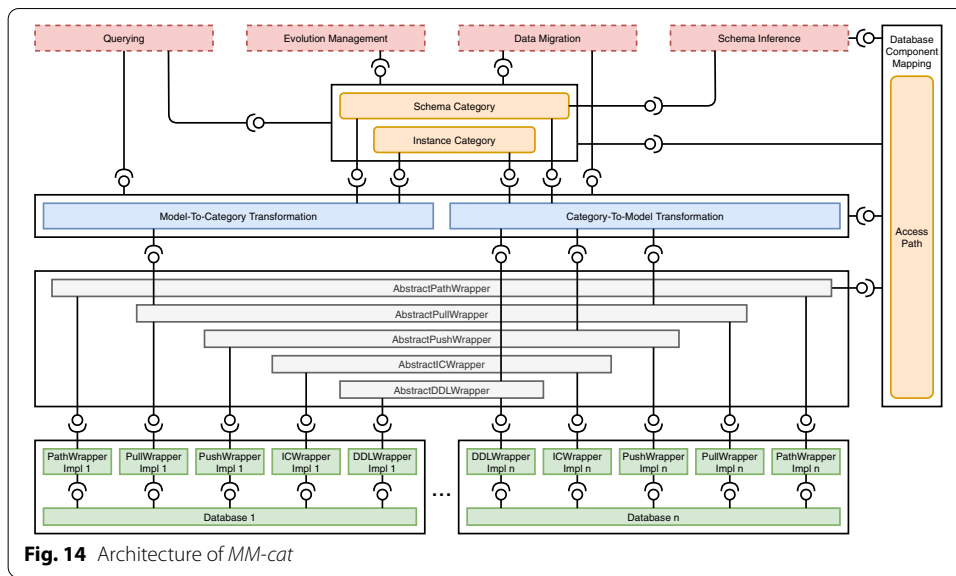 Querying
Evolution Management
Data Migration
Schema Inference
Database
Component
Mapping
Schema Category
Instance Category
Model-To-Category Transformation
Category-To-Model Transformation
Access
Path
AbstractPathWrapper
AbstractPullWrapper
AbstractPushWrapper
AbstractICWrapper
AbstractDDLWrapper
PathWrapper
Impl 1
PullWrapper
Impl 1
PushWrapper
Impl 1
ICWrapper
Impl 1
DDLWrapper
Impl 1
...
DDLWrapper
Impl n
ICWrapper
Impl n
PushWrapper
Impl n
PullWrapper
Impl n
PathWrapper
Impl n
Database 1
Database n
Fig. 14 Architecture of MM-cat